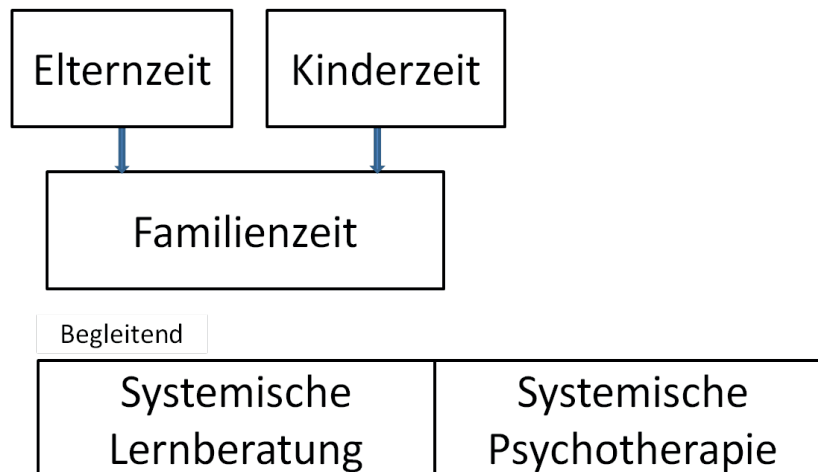 Elternzeit Kinderzeit
Familienzeit
Begleitend
Systemische Systemische
Lernberatung Psychotherapie